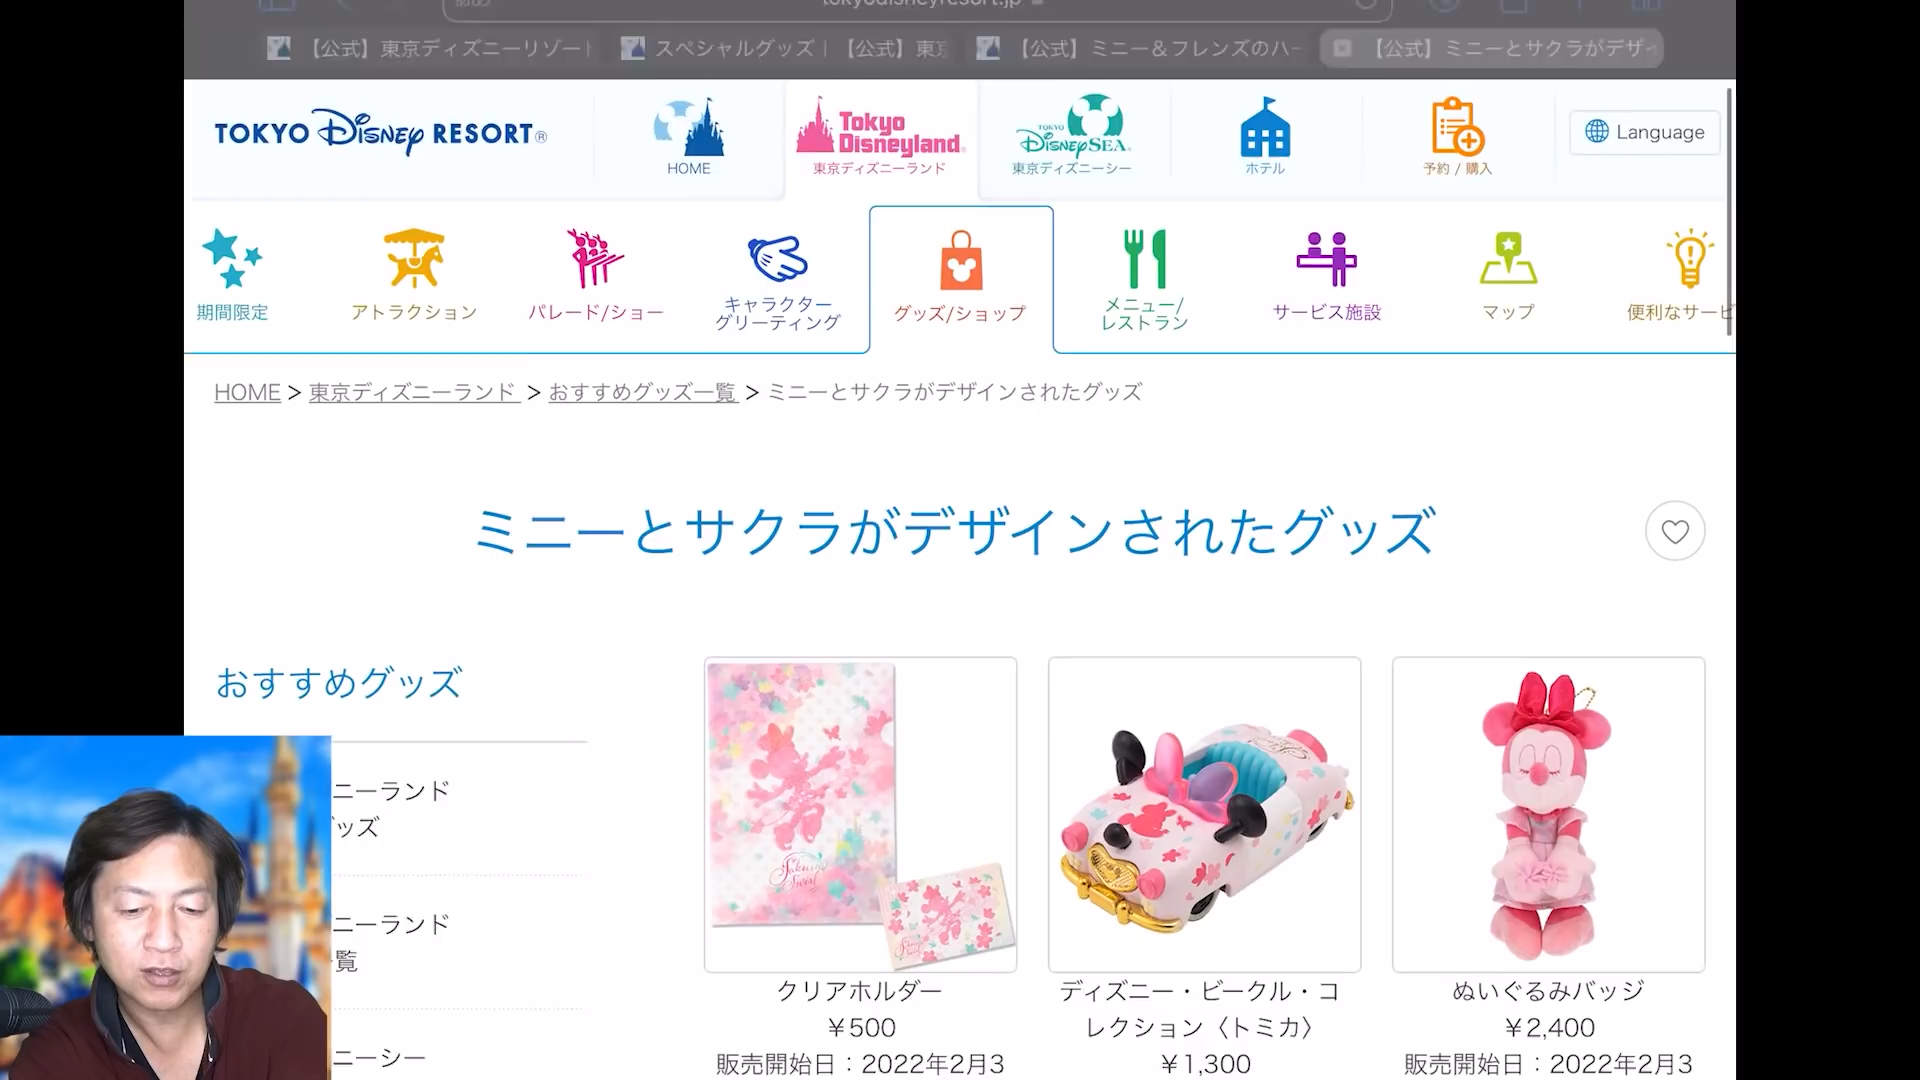 【公式】東京ディズニーリゾート
スペシャルグッズ｜【公式】東京
【公式】ミニー＆フレンズのハー
【公式】ミニーとサクラがデザイ
TOKYO Disney RESORT®
HOME
Tokyo Disneyland®
東京ディズニーランド
TOKYO DISNEYSEA®
東京ディズニーシー
ホテル
予約 / 購入
Language
期間限定
アトラクション
パレード/ショー
キャラクター
グリーティング
グッズ/ショップ
メニュー/
レストラン
サービス施設
マップ
便利なサービ
HOME > 東京ディズニーランド > おすすめグッズ一覧 > ミニーとサクラがデザインされたグッズ
ミニーとサクラがデザインされたグッズ
おすすめグッズ
ニーランド
グッズ
ニーランド
覧
ニーシー
クリアホルダー
￥500
販売開始日：2022年2月3
ディズニー・ビークル・コ
レクション〈トミカ〉
￥1,300
ぬいぐるみバッジ
￥2,400
販売開始日：2022年2月3